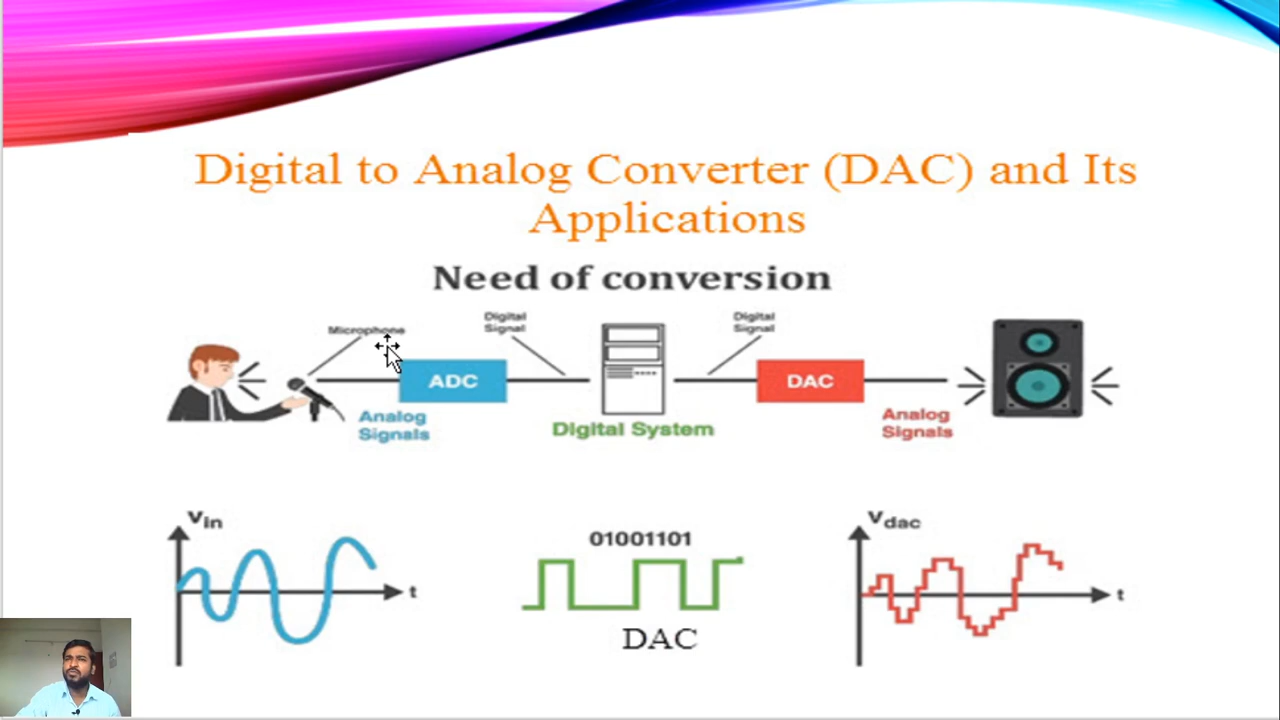 Digital to Analog Converter (DAC) and Its
Applications
Need of conversion
Microphone
Digital
Signal
Digital
Signal
ADC
DAC
Analog
Signals
Digital System
Analog
Signals
Vin
01001101
Vdac
t
t
DAC